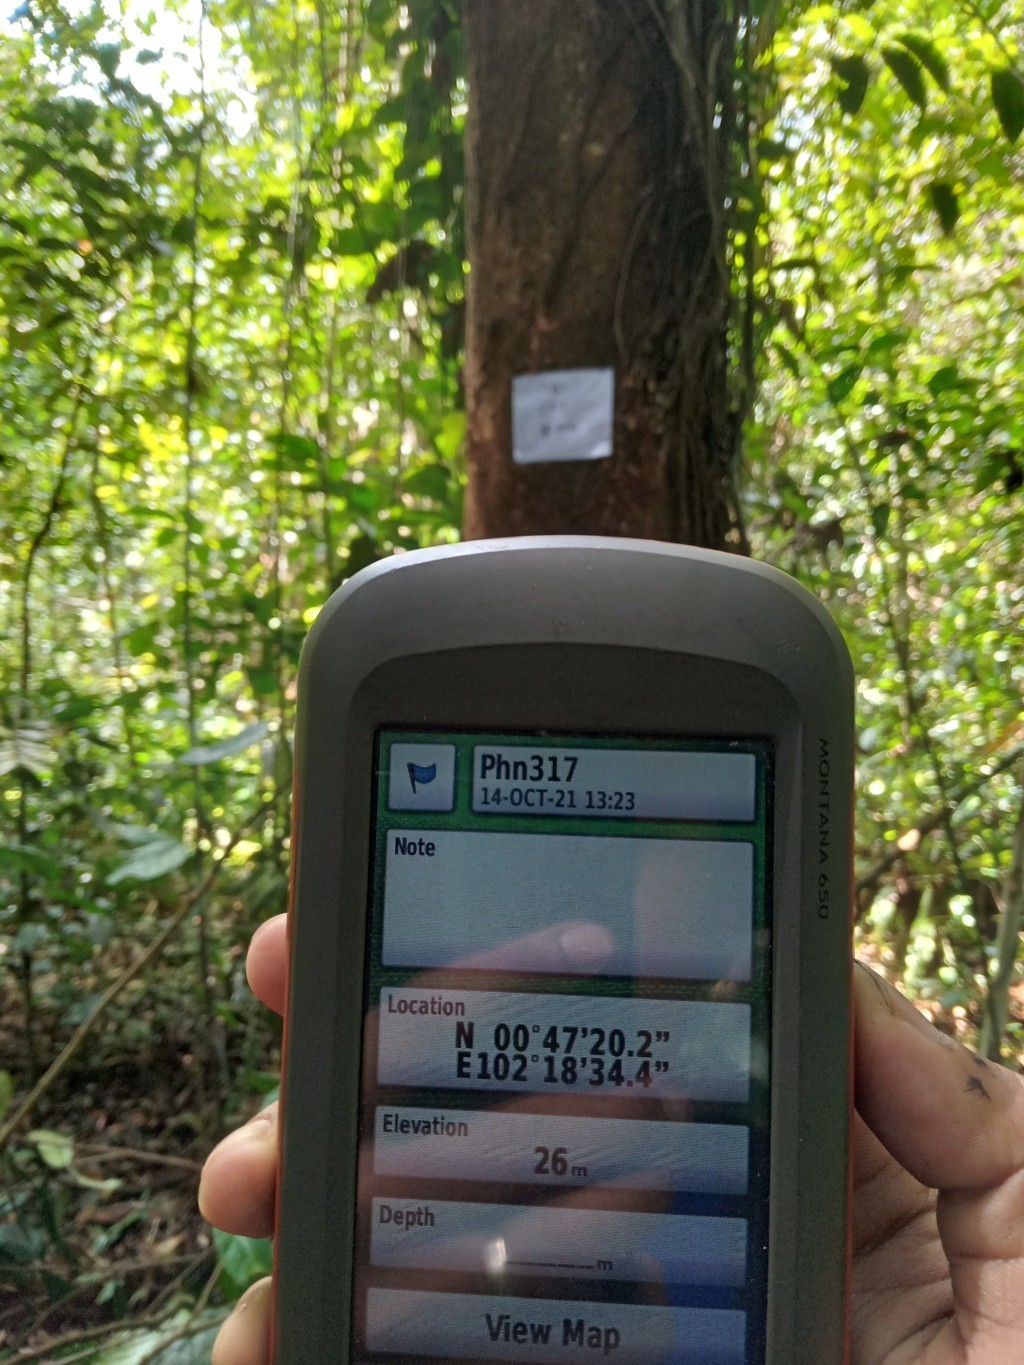 MONTANA 650
Phn317
14-OCT-21 13:23
Note
Location
N 00°47'20.2"
E102°18'34.4"
Elevation
26m
Depth
_____m
View Map